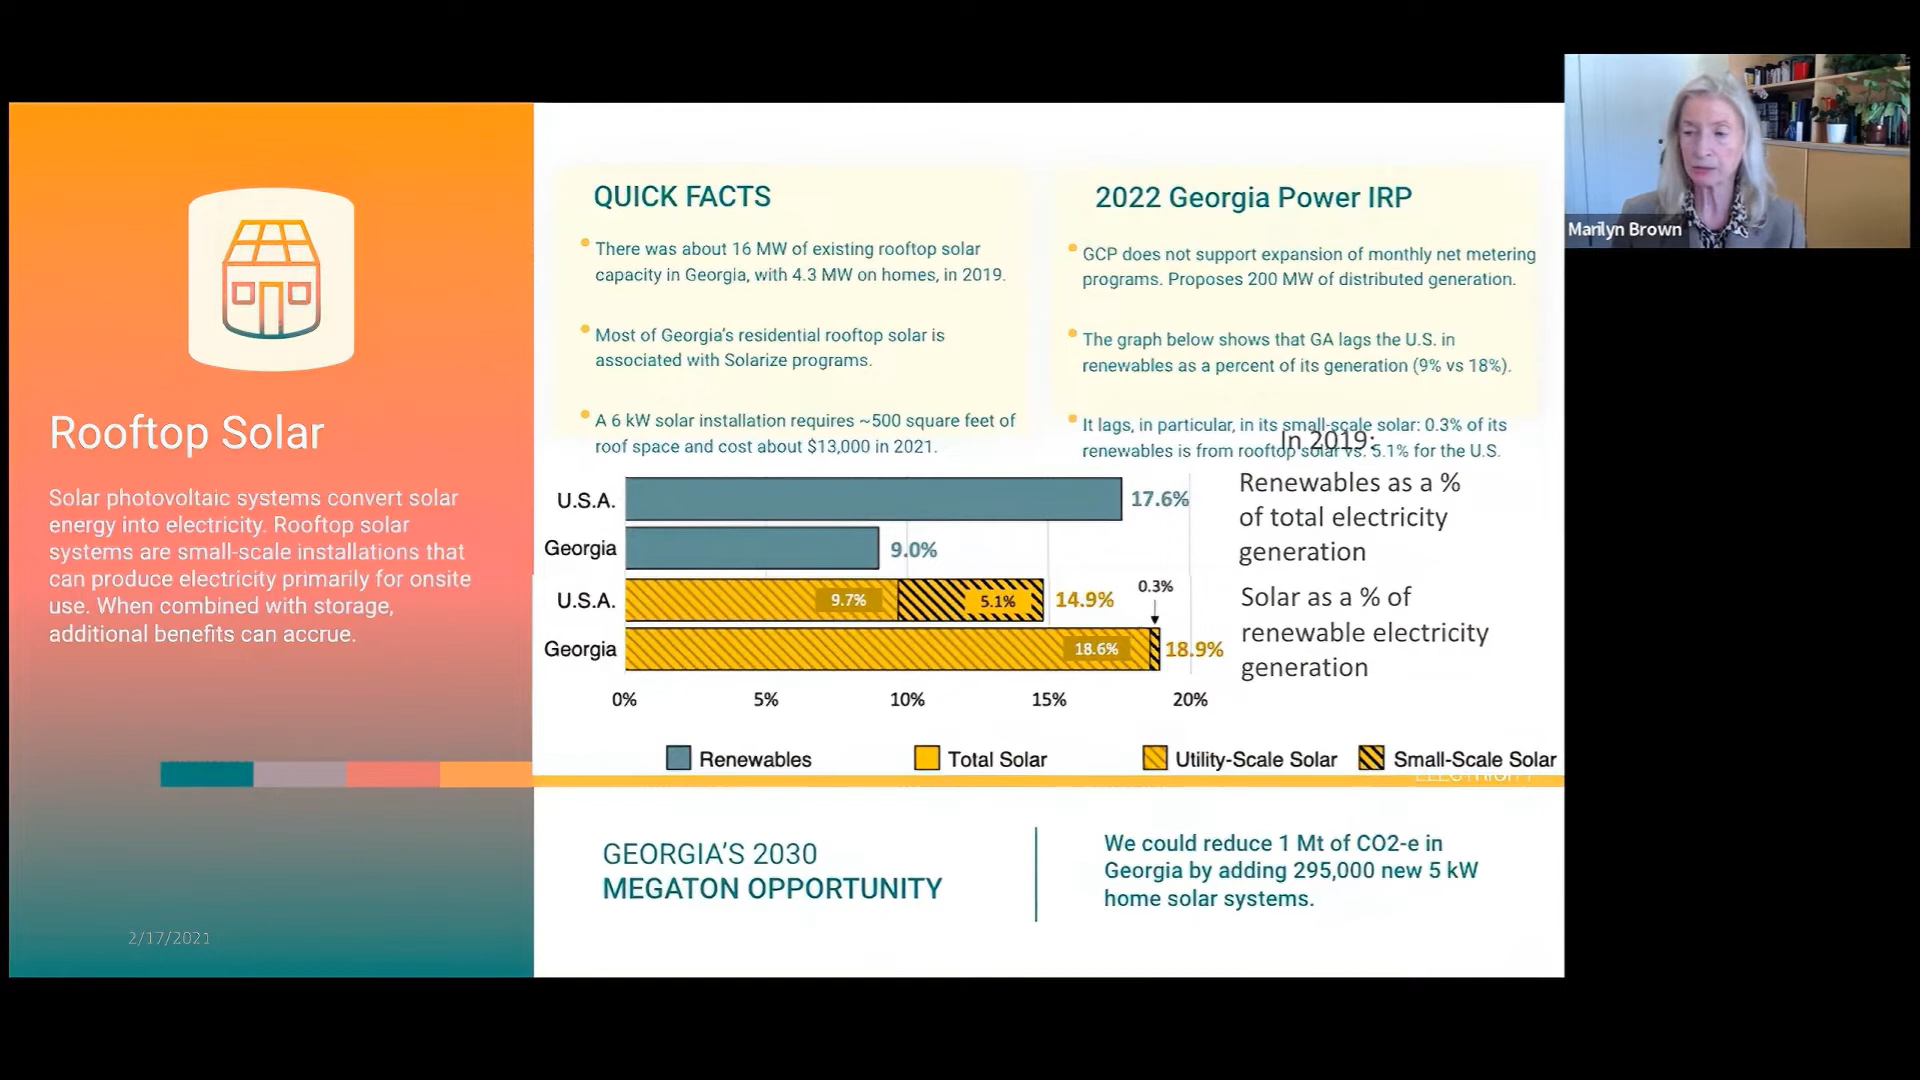 Rooftop Solar
Solar photovoltaic systems convert solar
energy into electricity. Rooftop solar
systems are small-scale installations that
can produce electricity primarily for onsite
use. When combined with storage,
additional benefits can accrue.
2/17/2021
QUICK FACTS
There was about 16 MW of existing rooftop solar
capacity in Georgia, with 4.3 MW on homes, in 2019.
Most of Georgia's residential rooftop solar is
associated with Solarize programs.
A 6 kW solar installation requires ~500 square feet of
roof space and cost about $13,000 in 2021.
2022 Georgia Power IRP
GCP does not support expansion of monthly net metering
programs. Proposes 200 MW of distributed generation.
The graph below shows that GA lags the U.S. in
renewables as a percent of its generation (9% vs 18%).
It lags, in particular, in its small-scale solar: 0.3% of its
renewables is from rooftop solar vs. 5.1% for the U.S.
In 2019:
U.S.A. 17.6%
Georgia 9.0%
U.S.A. 9.7% 5.1% 14.9%
0.3%
Georgia 18.6% 18.9%
0% 5% 10% 15% 20%
Renewables as a %
of total electricity
generation
Solar as a % of
renewable electricity
generation
Renewables Total Solar Utility-Scale Solar Small-Scale Solar
GEORGIA'S 2030
MEGATON OPPORTUNITY
We could reduce 1 Mt of CO2-e in
Georgia by adding 295,000 new 5 kW
home solar systems.
Marilyn Brown